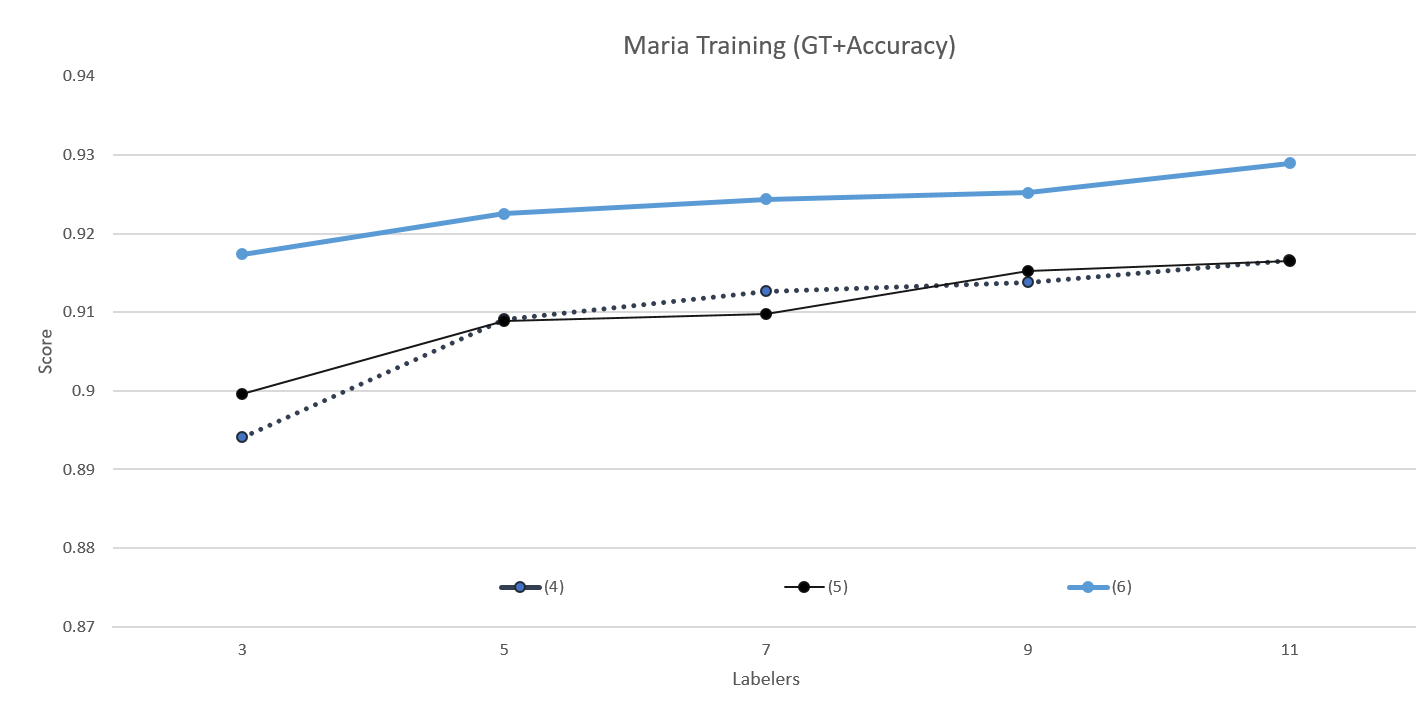 Maria Training (GT+Accuracy)
0.94
0.93
0.92
0.91
0.9
0.89
0.88
0.87
Score
(4) (5) (6)
3 5 7 9 11
Labelers